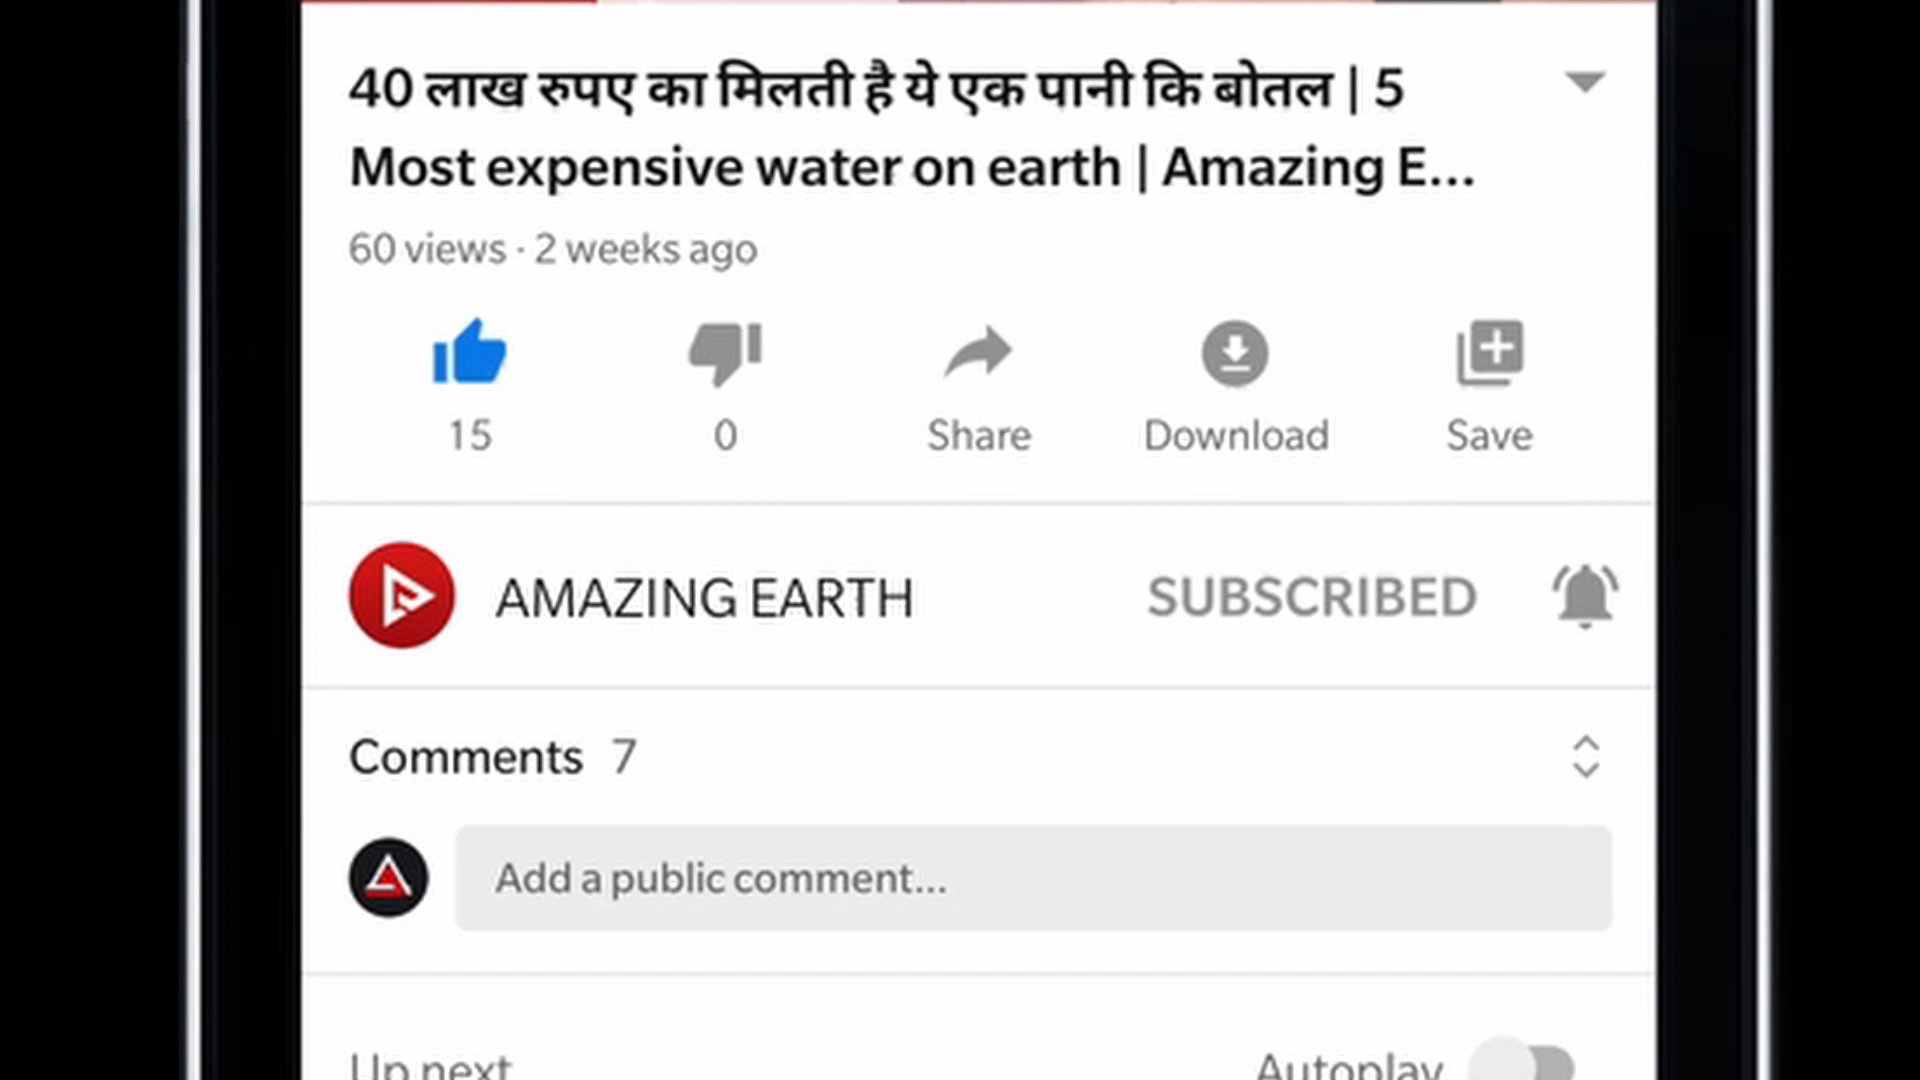 40 लाख रुपए का मिलती है ये एक पानी कि बोतल | 5
Most expensive water on earth | Amazing E...
60 views · 2 weeks ago
15
0
Share
Download
Save
AMAZING EARTH
SUBSCRIBED
Comments 7
Add a public comment...
Up next
Autoplay